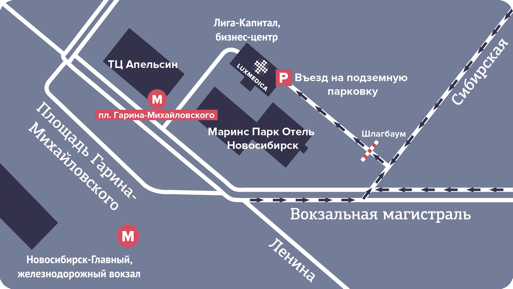 Лига-Капитал,
бизнес-центр
ТЦ Апельсин
LUXMEDICA
P
Въезд на подземную
парковку
Сибирская
М
пл. Гарина-Михайловского
Маринс Парк Отель
Новосибирск
Шлагбаум
Площадь Гарина-
Михайловского
Вокзальная магистраль
М
Новосибирск-Главный,
железнодорожный вокзал
Ленина